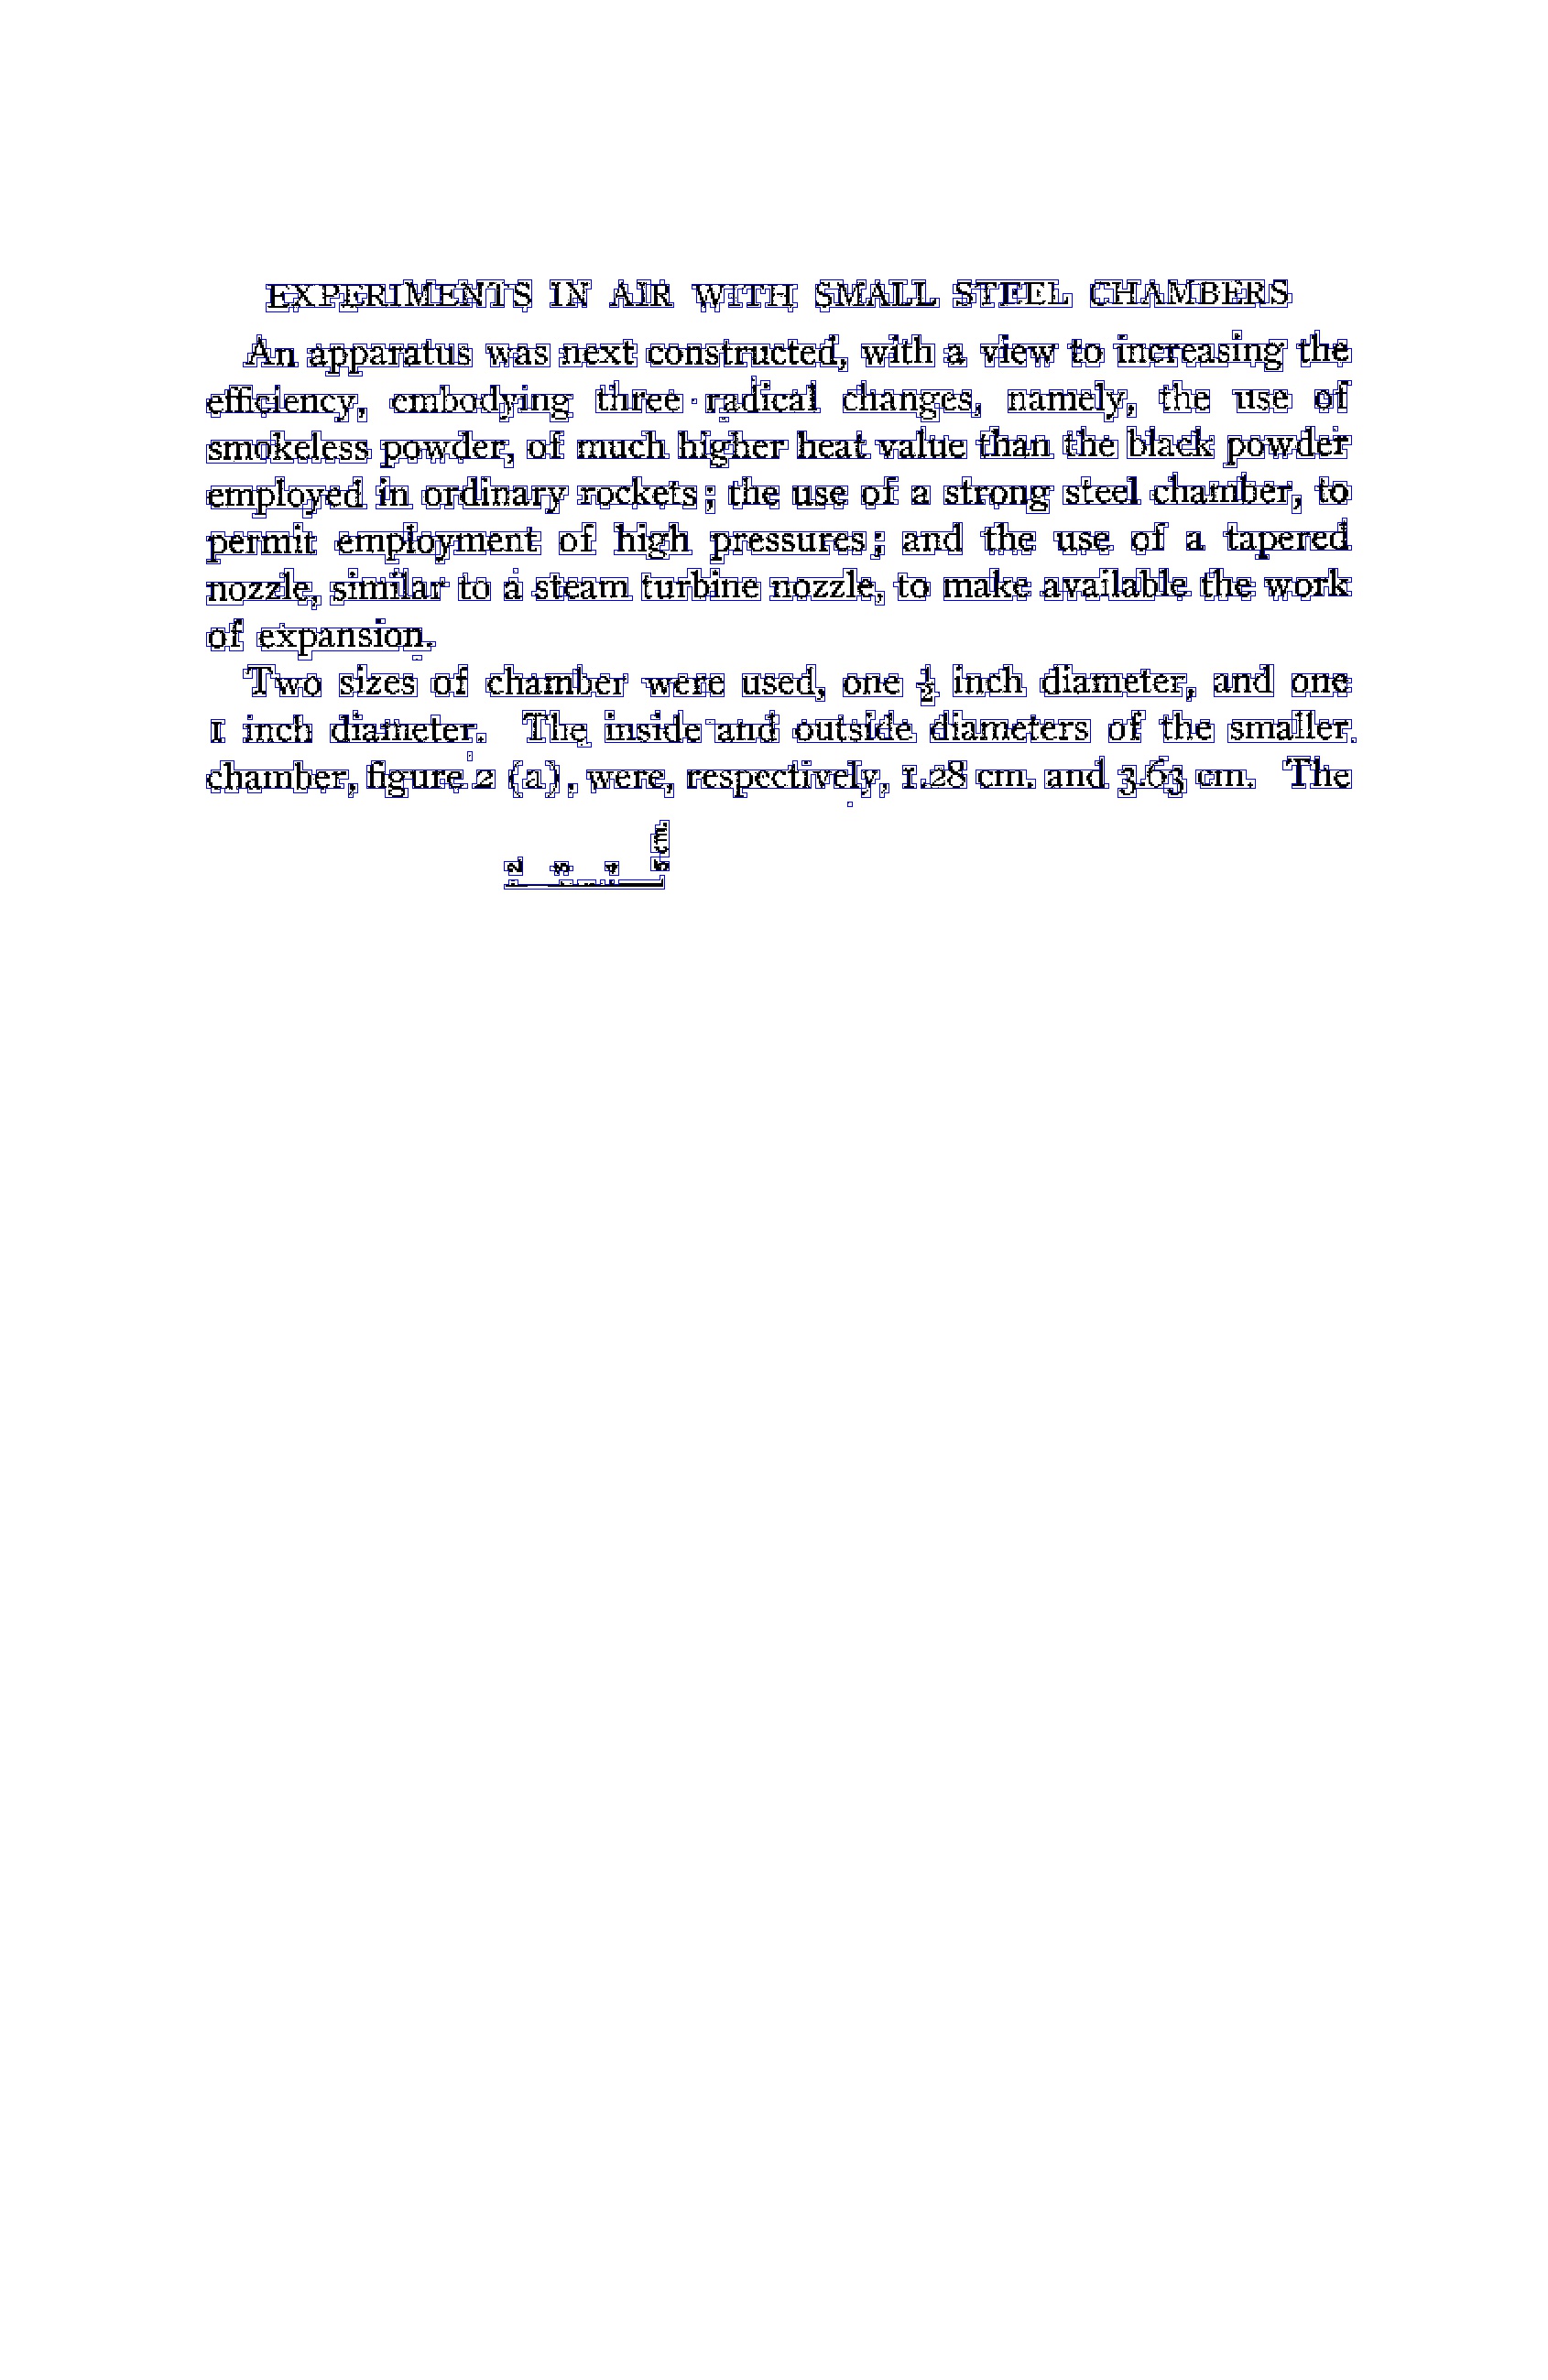 EXPERIMENTS IN AIR WITH SMALL STEEL CHAMBERS
An apparatus was next constructed, with a view to increasing the
efficiency, embodying three radical changes, namely, the use of
smokeless powder, of much higher heat value than the black powder
employed in ordinary rockets; the use of a strong steel chamber, to
permit employment of high pressures; and the use of a tapered
nozzle, similar to a steam turbine nozzle, to make available the work
of expansion.
Two sizes of chamber were used, one ½ inch diameter, and one
1 inch diameter. The inside and outside diameters of the smaller
chamber, figure 2 (a), were, respectively, 1.28 cm. and 3.63 cm. The
2 3 4 5 cm.